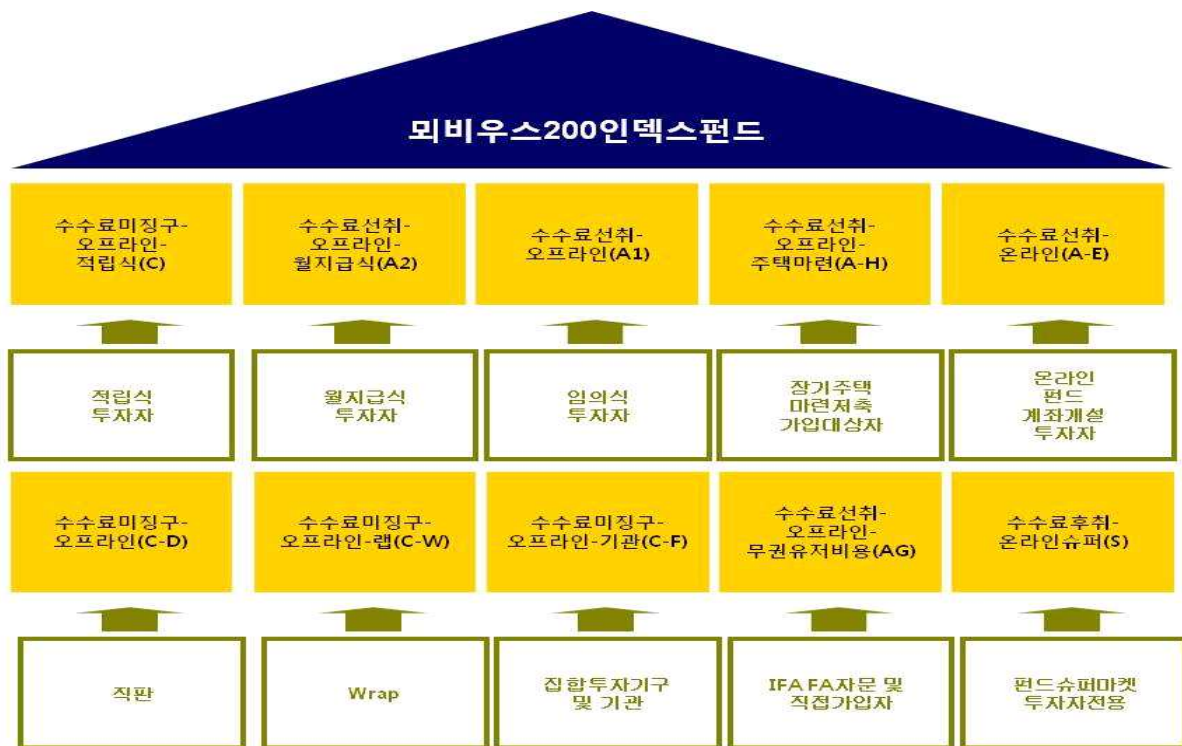 뫼비우스200인덱스펀드
수수료미징구-
오프라인-
적립식(C)
수수료선취-
오프라인-
월지급식(A2)
수수료선취-
오프라인(A1)
수수료선취-
오프라인-
주택마련(A-H)
수수료선취-
온라인(A-E)
적립식
투자자
월지급식
투자자
임의식
투자자
장기주택
마련저축
가입대상자
온라인
펀드
계좌개설
투자자
수수료미징구-
오프라인(C-D)
수수료미징구-
오프라인-랩(C-W)
수수료미징구-
오프라인-기관(C-F)
수수료선취-
오프라인-
무권유저비용(AG)
수수료후취-
온라인슈퍼(S)
직판
Wrap
집합투자기구
및 기관
IFA FA자문 및
직접가입자
펀드슈퍼마켓
투자자전용